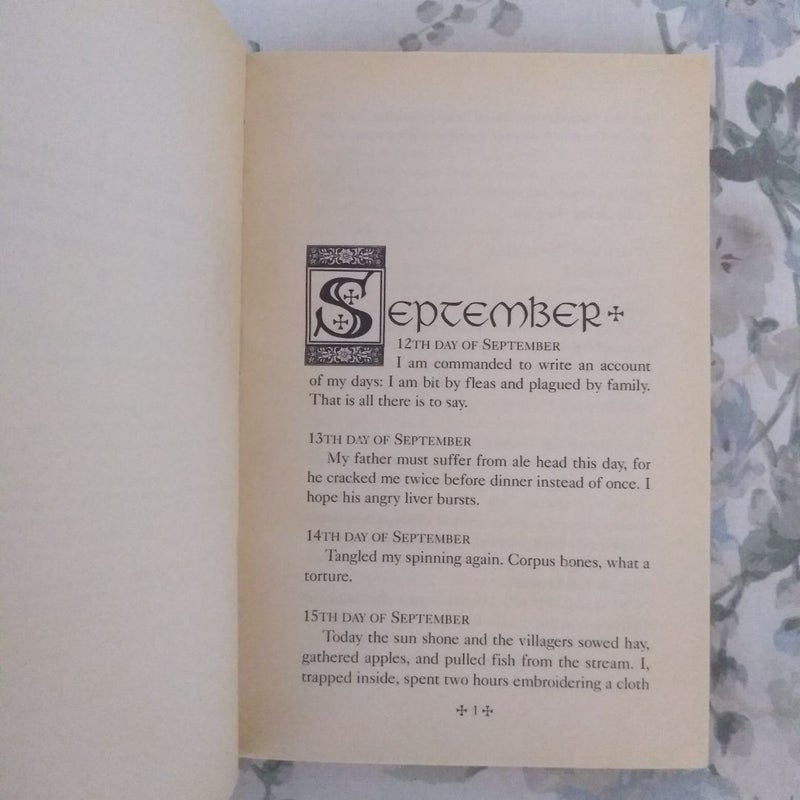 SEPTEMBER
12TH DAY OF SEPTEMBER
I am commanded to write an account
of my days: I am bit by fleas and plagued by family.
That is all there is to say.
13TH DAY OF SEPTEMBER
My father must suffer from ale head this day, for
he cracked me twice before dinner instead of once. I
hope his angry liver bursts.
14TH DAY OF SEPTEMBER
Tangled my spinning again. Corpus bones, what a
torture.
15TH DAY OF SEPTEMBER
Today the sun shone and the villagers sowed hay,
gathered apples, and pulled fish from the stream. I,
trapped inside, spent two hours embroidering a cloth
1